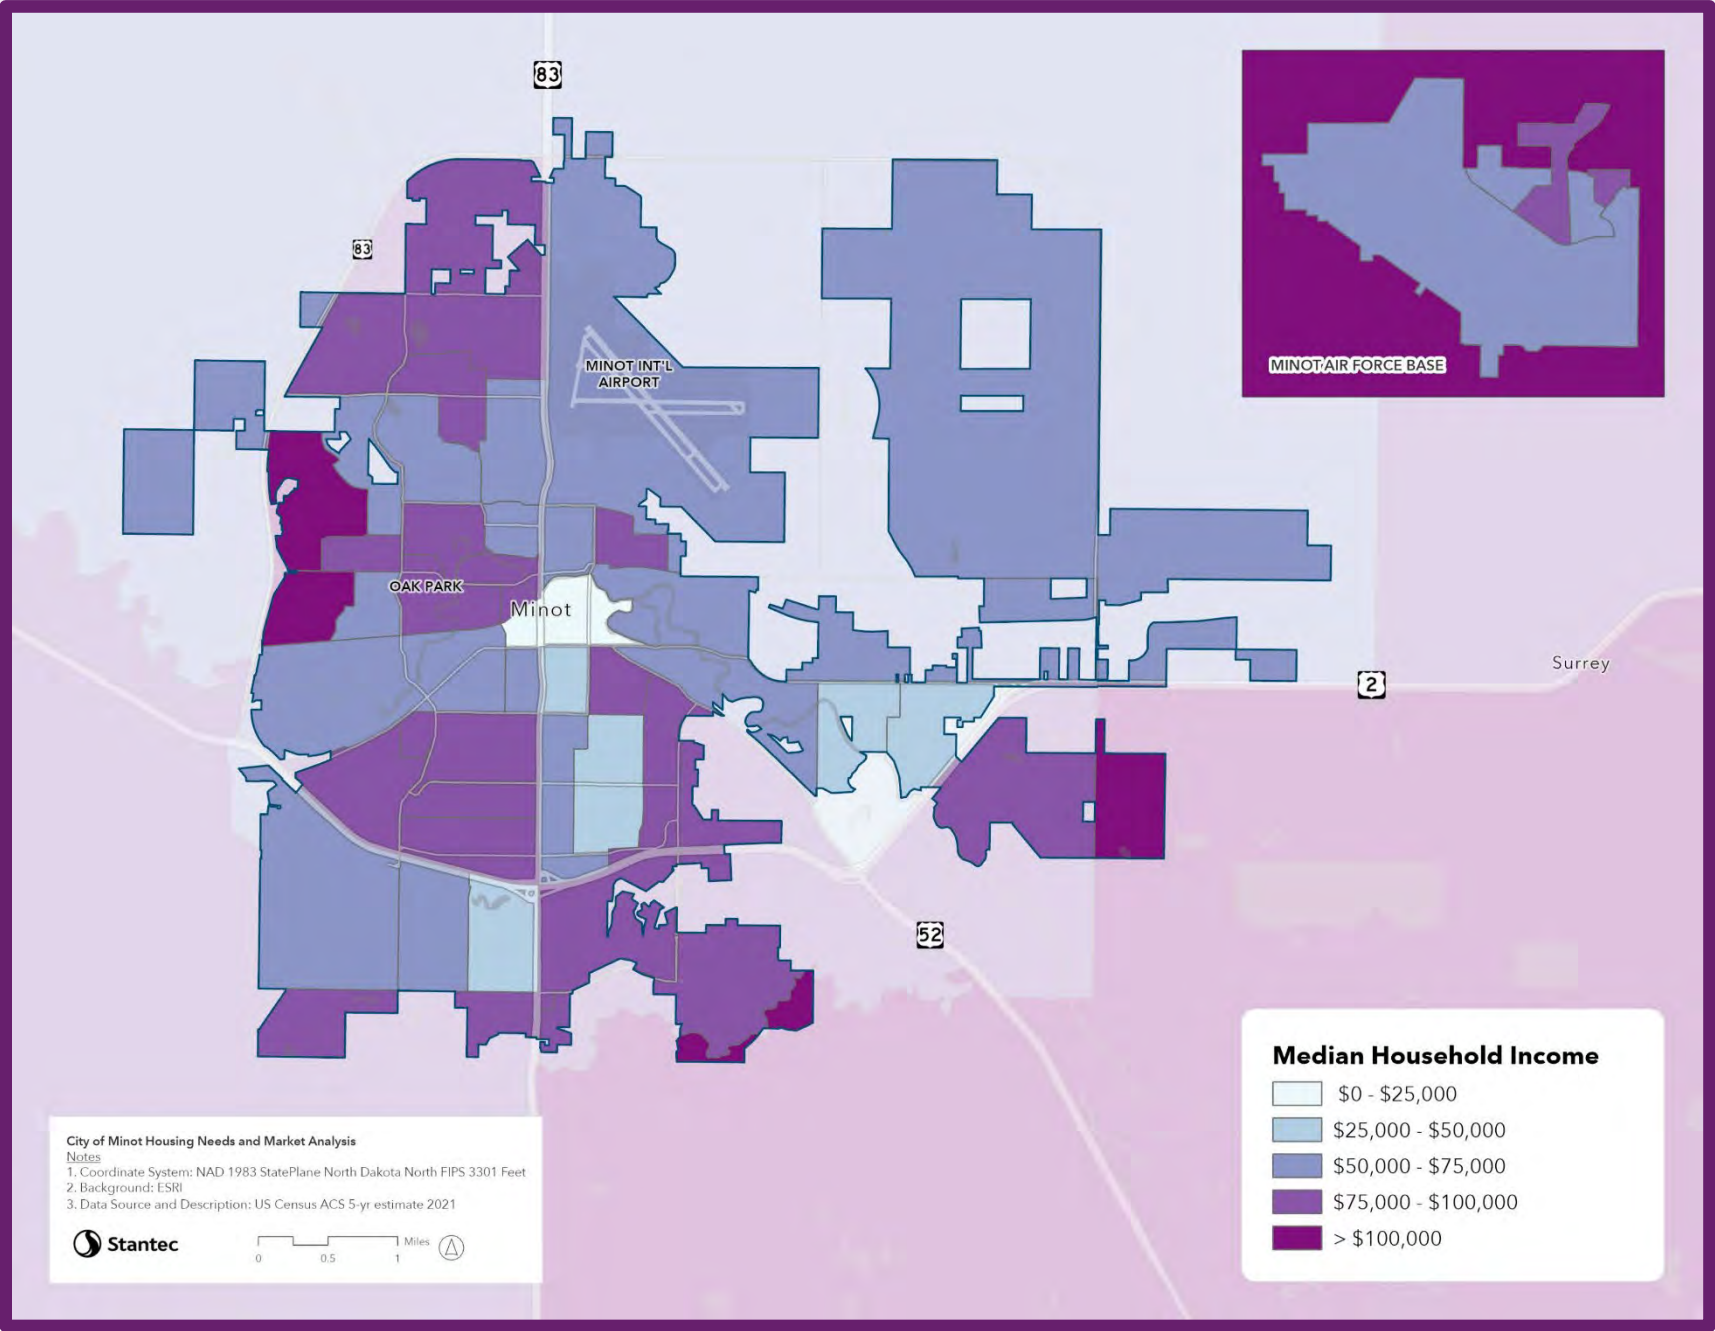 83
83
MINOT INT'L
AIRPORT
MINOT AIR FORCE BASE
OAK PARK
Minot
Surrey
2
52
Median Household Income
$0 - $25,000
$25,000 - $50,000
$50,000 - $75,000
$75,000 - $100,000
> $100,000
City of Minot Housing Needs and Market Analysis
Notes
1. Coordinate System: NAD 1983 StatePlane North Dakota North FIPS 3301 Feet
2. Background: ESRI
3. Data Source and Description: US Census ACS 5-yr estimate 2021
Stantec
Miles
0 0.5 1